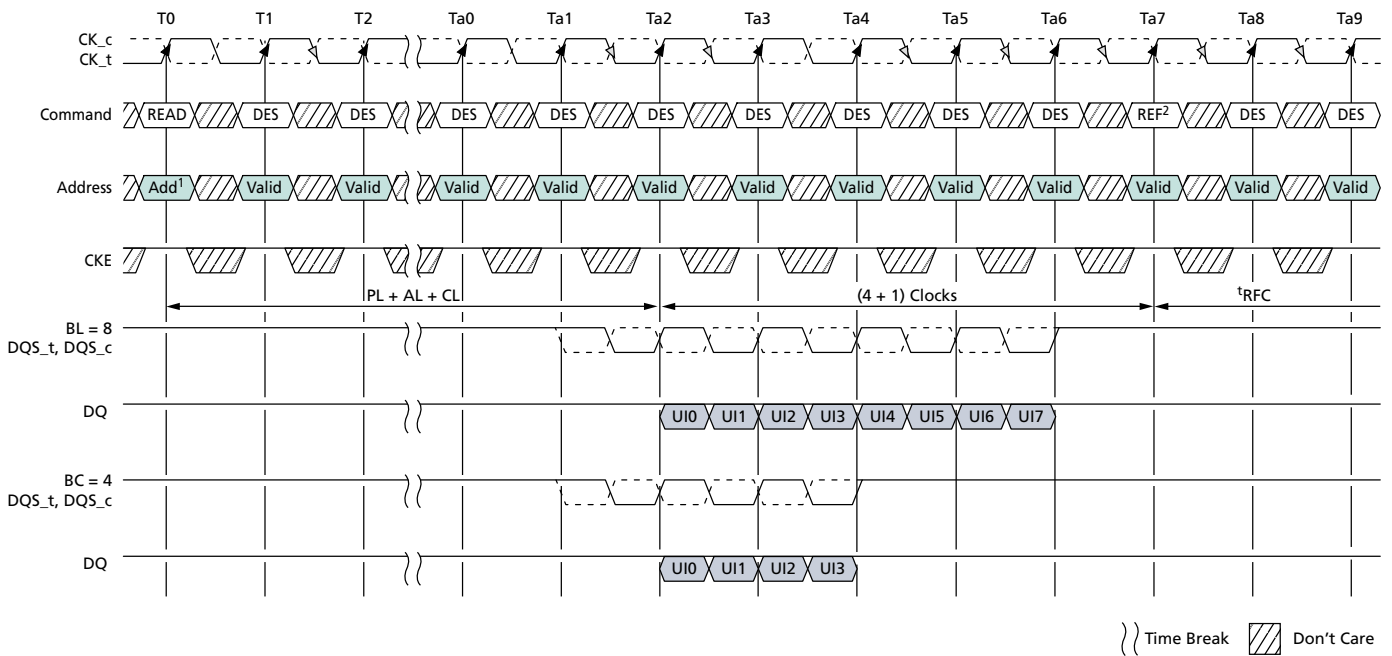 T0 T1 T2 Ta0 Ta1 Ta2 Ta3 Ta4 Ta5 Ta6 Ta7 Ta8 Ta9
CK_c
CK_t
Command READ DES DES DES DES DES DES DES DES DES REF² DES DES
Address Add¹ Valid Valid Valid Valid Valid Valid Valid Valid Valid Valid Valid Valid
CKE
PL + AL + CL (4 + 1) Clocks ᵗRFC
BL = 8
DQS_t, DQS_c
DQ UI0 UI1 UI2 UI3 UI4 UI5 UI6 UI7
BC = 4
DQS_t, DQS_c
DQ UI0 UI1 UI2 UI3
Time Break Don't Care